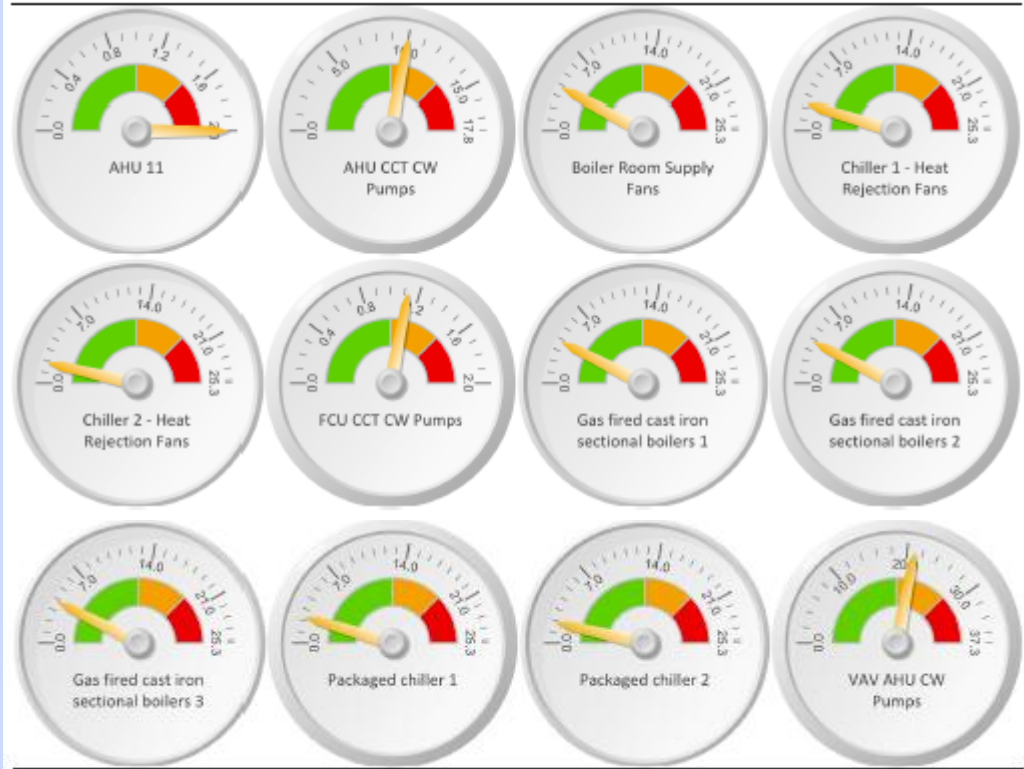 0.0 0.4 0.8 1.2 1.6
AHU 11
0.0 5.0 15.0 17.8
AHU CCT CW
Pumps
0.0 7.0 14.0 21.0 25.3
Boiler Room Supply
Fans
0.0 7.0 14.0 21.0 25.3
Chiller 1 - Heat
Rejection Fans
0.0 7.0 14.0 21.0 25.3
Chiller 2 - Heat
Rejection Fans
0.0 0.4 0.8 1.2 1.6 2.0
FCU CCT CW Pumps
0.0 7.0 14.0 21.0 25.3
Gas fired cast iron
sectional boilers 1
0.0 7.0 14.0 21.0 25.3
Gas fired cast iron
sectional boilers 2
0.0 7.0 14.0 21.0 25.3
Gas fired cast iron
sectional boilers 3
0.0 7.0 14.0 21.0 25.3
Packaged chiller 1
0.0 7.0 14.0 21.0 25.3
Packaged chiller 2
0.0 10.0 30.0 37.3
VAV AHU CW
Pumps